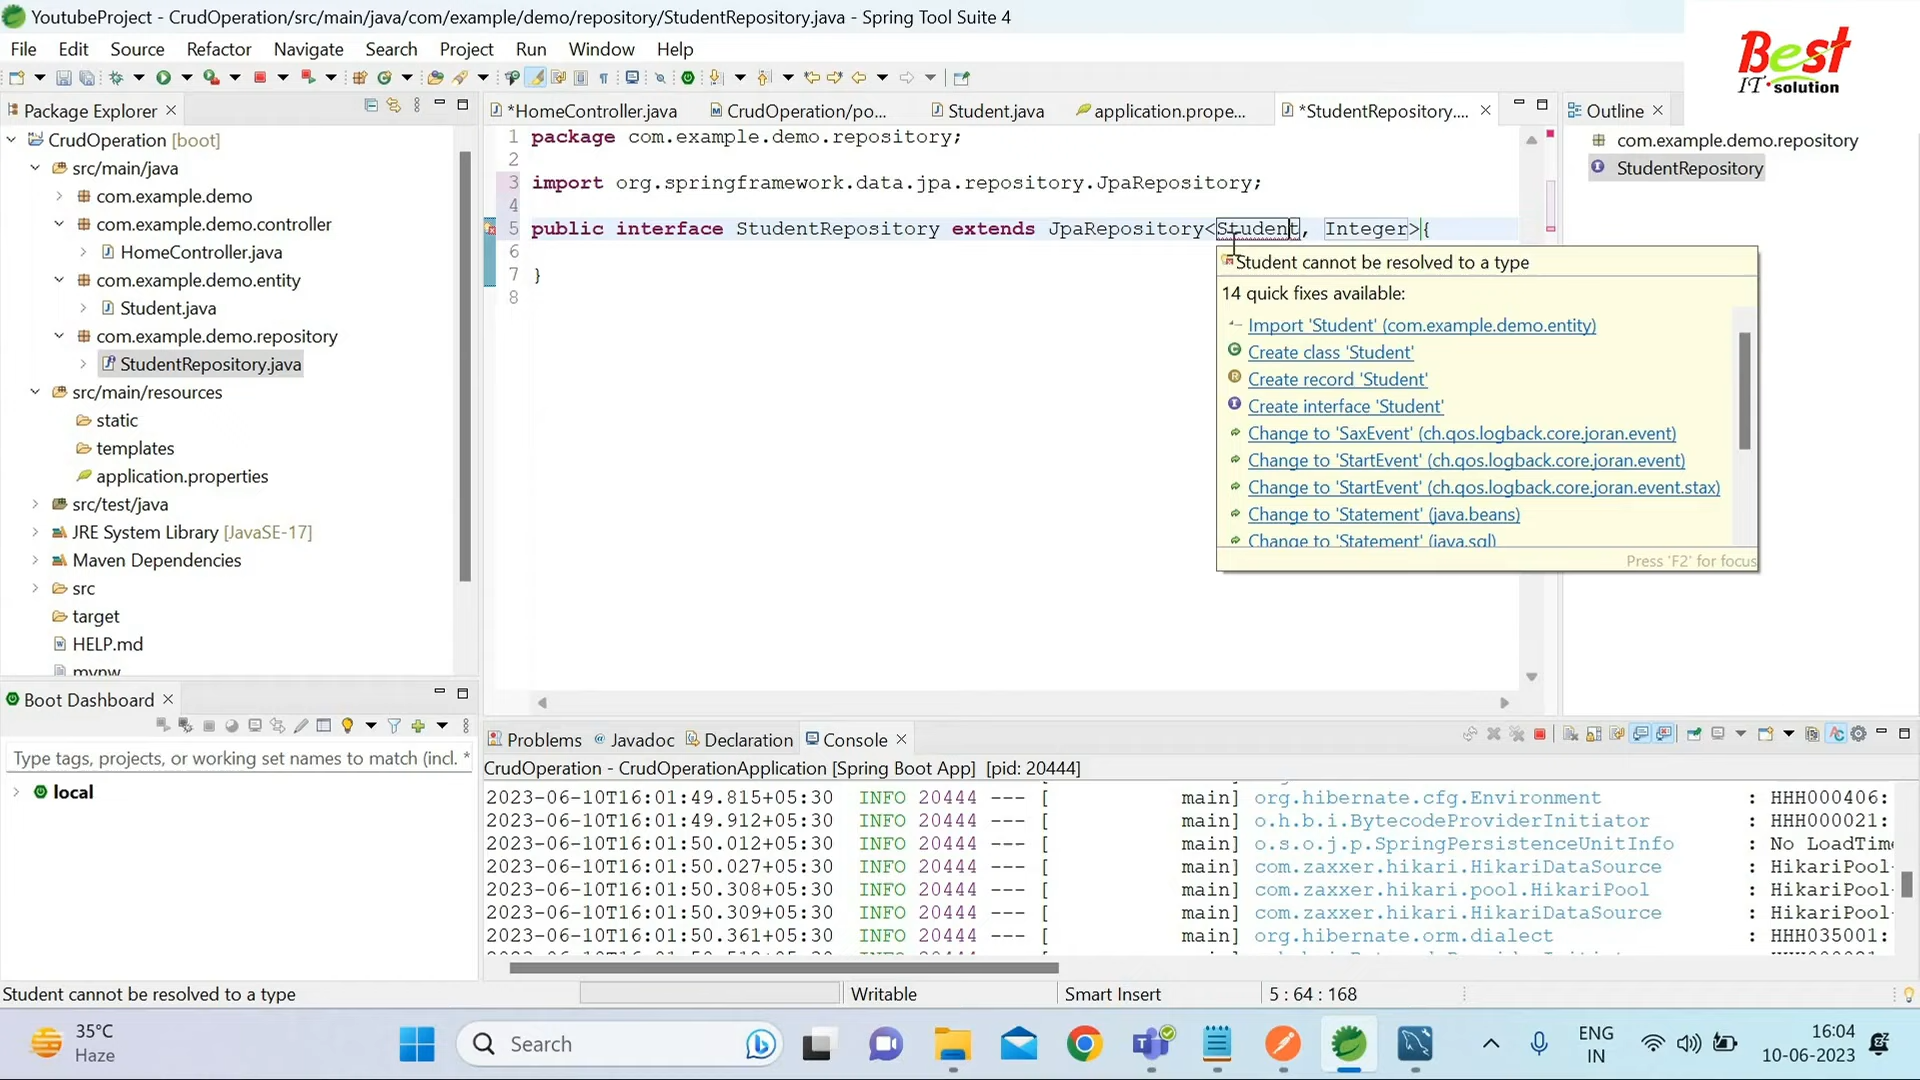 YoutubeProject - CrudOperation/src/main/java/com/example/demo/repository/StudentRepository.java - Spring Tool Suite 4
File Edit Source Refactor Navigate Search Project Run Window Help
Best
IT solution
Package Explorer
*HomeController.java CrudOperation/po... Student.java application.prope... *StudentRepository....
Outline
CrudOperation [boot]
src/main/java
com.example.demo
com.example.demo.controller
HomeController.java
com.example.demo.entity
Student.java
com.example.demo.repository
StudentRepository.java
src/main/resources
static
templates
application.properties
src/test/java
JRE System Library [JavaSE-17]
Maven Dependencies
src
target
HELP.md
mvnw
1 package com.example.demo.repository;
2
3 import org.springframework.data.jpa.repository.JpaRepository;
4
5 public interface StudentRepository extends JpaRepository<Student, Integer>{
6
7 }
8
Student cannot be resolved to a type
14 quick fixes available:
Import 'Student' (com.example.demo.entity)
Create class 'Student'
Create record 'Student'
Create interface 'Student'
Change to 'SaxEvent' (ch.qos.logback.core.joran.event)
Change to 'StartEvent' (ch.qos.logback.core.joran.event)
Change to 'StartEvent' (ch.qos.logback.core.joran.event.stax)
Change to 'Statement' (java.beans)
Change to 'Statement' (java.sql)
Press 'F2' for focus
com.example.demo.repository
StudentRepository
Boot Dashboard
Type tags, projects, or working set names to match (incl. *
local
Problems Javadoc Declaration Console
CrudOperation - CrudOperationApplication [Spring Boot App] [pid: 20444]
2023-06-10T16:01:49.815+05:30 INFO 20444 --- [ main] org.hibernate.cfg.Environment : HHH000406:
2023-06-10T16:01:49.912+05:30 INFO 20444 --- [ main] o.h.b.i.BytecodeProviderInitiator : HHH000021:
2023-06-10T16:01:50.012+05:30 INFO 20444 --- [ main] o.s.o.j.p.SpringPersistenceUnitInfo : No LoadTime
2023-06-10T16:01:50.027+05:30 INFO 20444 --- [ main] com.zaxxer.hikari.HikariDataSource : HikariPool-
2023-06-10T16:01:50.308+05:30 INFO 20444 --- [ main] com.zaxxer.hikari.pool.HikariPool : HikariPool-
2023-06-10T16:01:50.309+05:30 INFO 20444 --- [ main] com.zaxxer.hikari.HikariDataSource : HikariPool-
2023-06-10T16:01:50.361+05:30 INFO 20444 --- [ main] org.hibernate.orm.dialect : HHH035001:
Student cannot be resolved to a type
Writable Smart Insert 5 : 64 : 168
35°C
Haze
Search
ENG
IN
16:04
10-06-2023